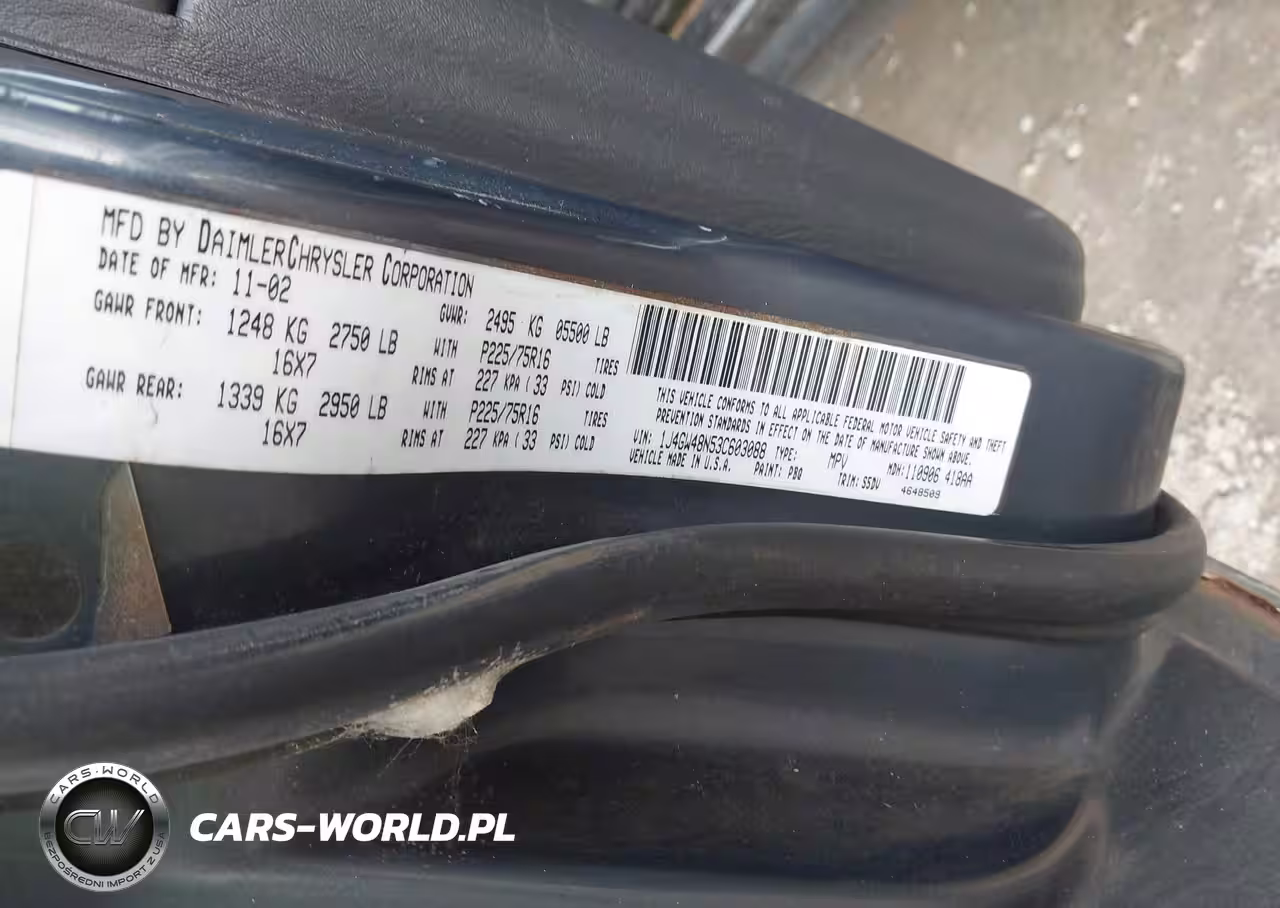 MFD BY DAIMLERCHRYSLER CORPORATION
DATE OF MFR: 11-02 GVWR: 2495 KG 05500 LB
GAWR FRONT: 1248 KG 2750 LB WITH P225/75R16 TIRES
16X7 RIMS AT 227 KPA ( 33 PSI) COLD
GAWR REAR: 1339 KG 2950 LB WITH P225/75R16 TIRES
16X7 RIMS AT 227 KPA ( 33 PSI) COLD
THIS VEHICLE CONFORMS TO ALL APPLICABLE FEDERAL MOTOR VEHICLE SAFETY AND THEFT
PREVENTION STANDARDS IN EFFECT ON THE DATE OF MANUFACTURE SHOWN ABOVE.
VIN: 1J4GW48N53C603088 TYPE: MPV MDH: 110906 418AA
VEHICLE MADE IN U.S.A. PAINT: PBQ TRIM: S5DV 4648509
CARS-WORLD
CW
BEZPOŚREDNI IMPORT Z USA
CARS-WORLD.PL